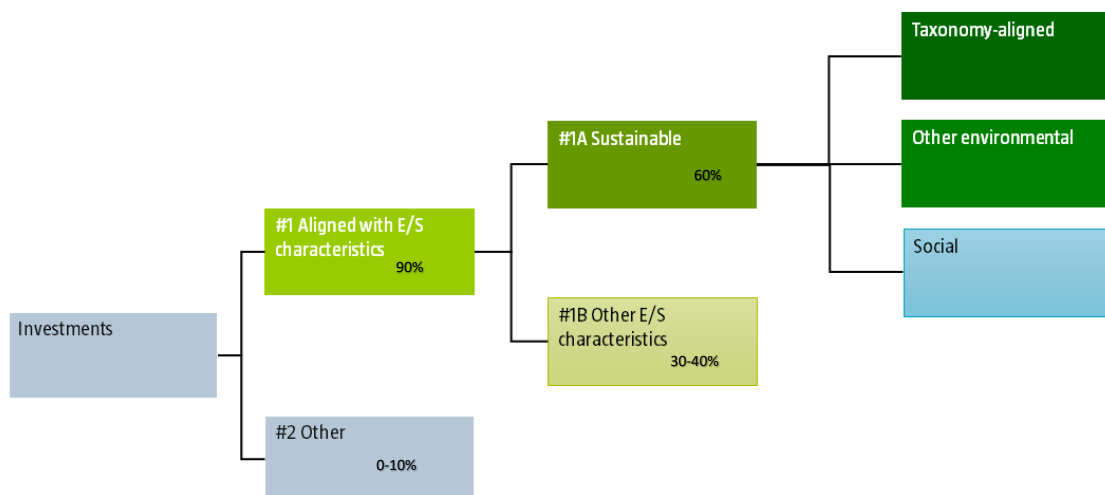 Taxonomy-aligned
#1A Sustainable
60%
Other environmental
#1 Aligned with E/S
characteristics
90%
Social
Investments
#1B Other E/S
characteristics
30-40%
#2 Other
0-10%